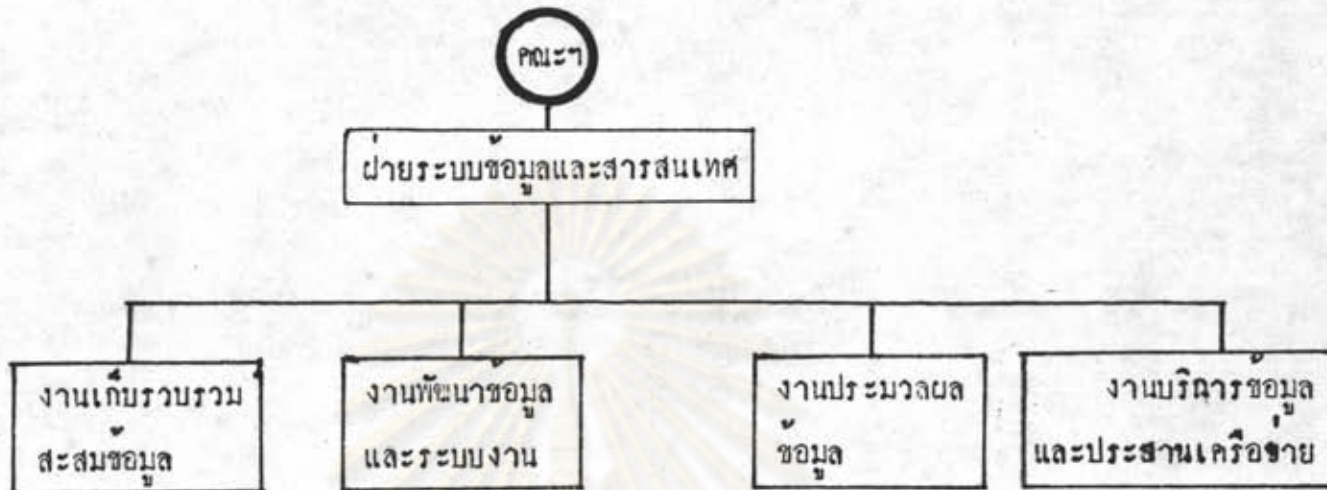 คณะฯ
ฝ่ายระบบข้อมูลและสารสนเทศ
งานเก็บรวบรวม
สะสมข้อมูล
งานพัฒนาข้อมูล
และระบบงาน
งานประมวลผล
ข้อมูล
งานบริการข้อมูล
และประสานเครือข่าย